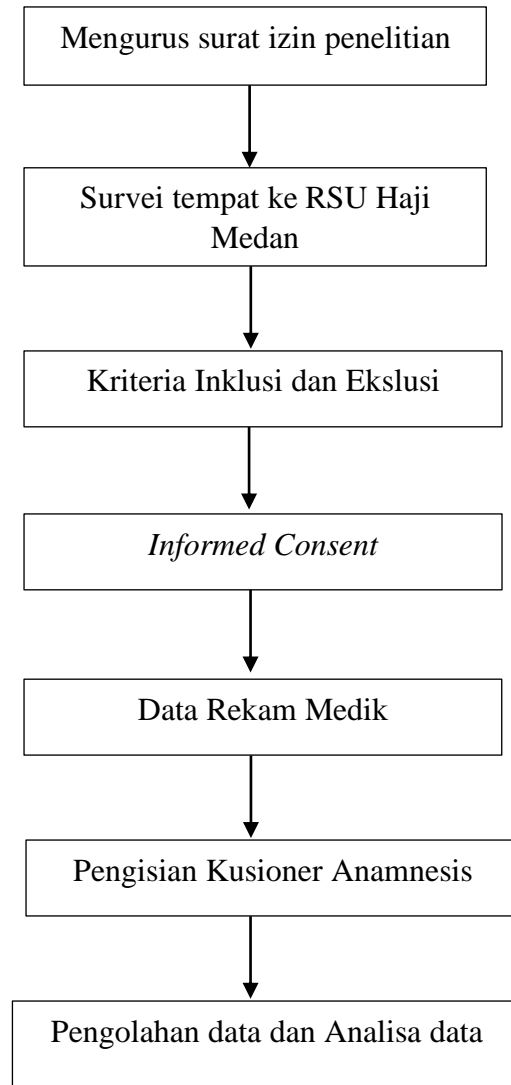 Mengurus surat izin penelitian
Survei tempat ke RSU Haji
Medan
Kriteria Inklusi dan Ekslusi
Informed Consent
Data Rekam Medik
Pengisian Kusioner Anamnesis
Pengolahan data dan Analisa data